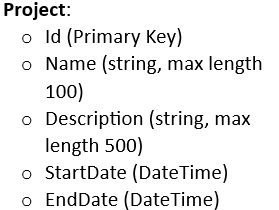 Project:
o Id (Primary Key)
o Name (string, max length
100)
o Description (string, max
length 500)
o StartDate (DateTime)
o EndDate (DateTime)